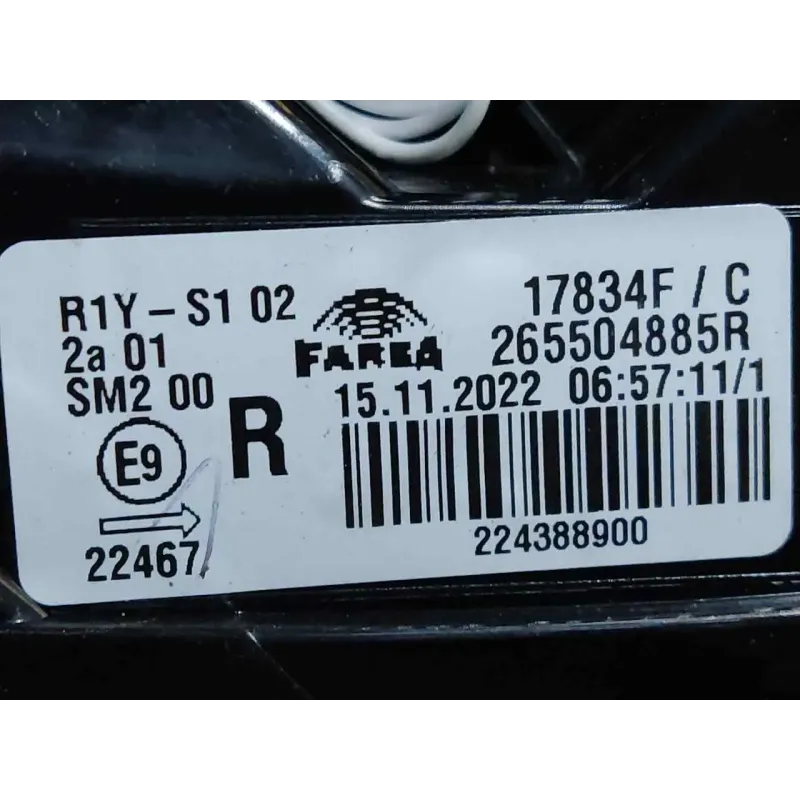 R1Y-S1 02
2a 01
SM2 00
E9
22467
R
FARBA
17834F / C
265504885R
15.11.2022 06:57:11/1
224388900